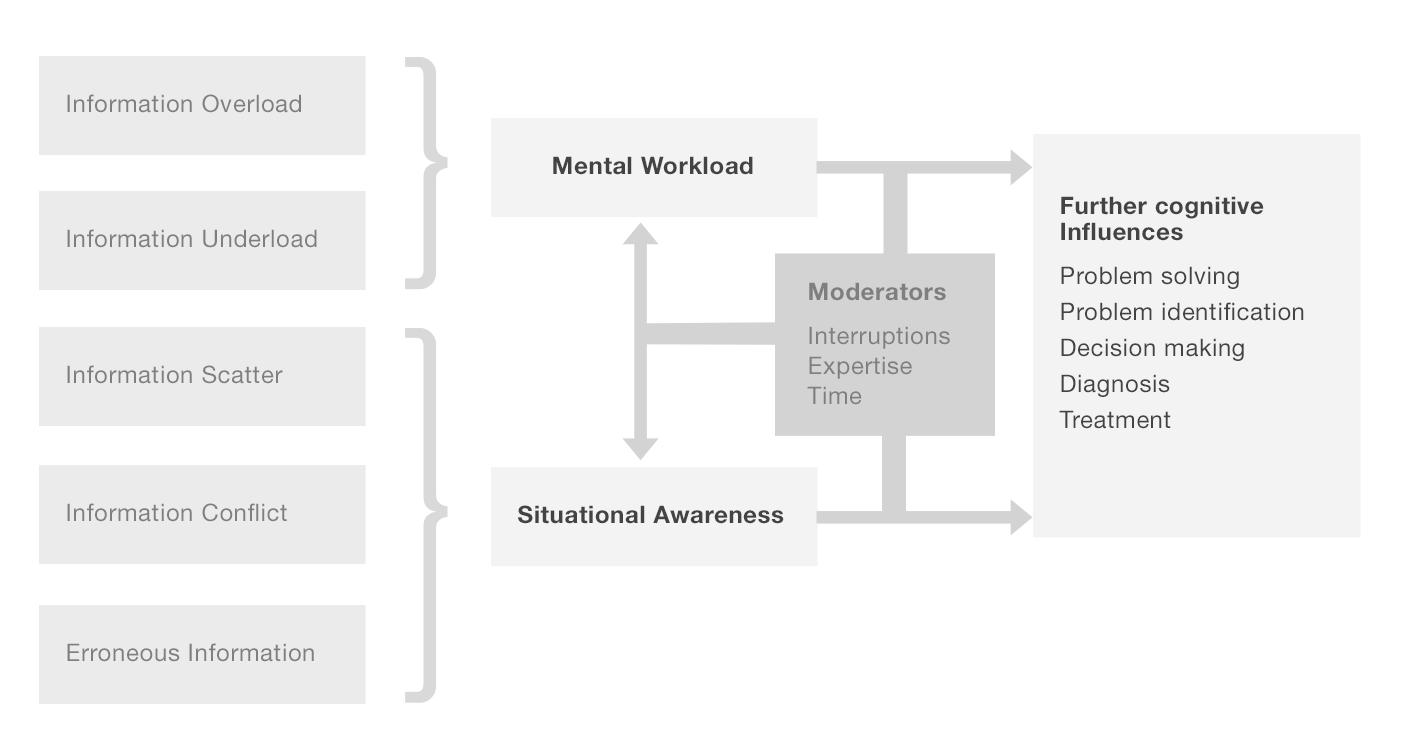 Information Overload
Information Underload
Information Scatter
Information Conflict
Erroneous Information
Mental Workload
Situational Awareness
Moderators
Interruptions
Expertise
Time
Further cognitive
Influences
Problem solving
Problem identification
Decision making
Diagnosis
Treatment